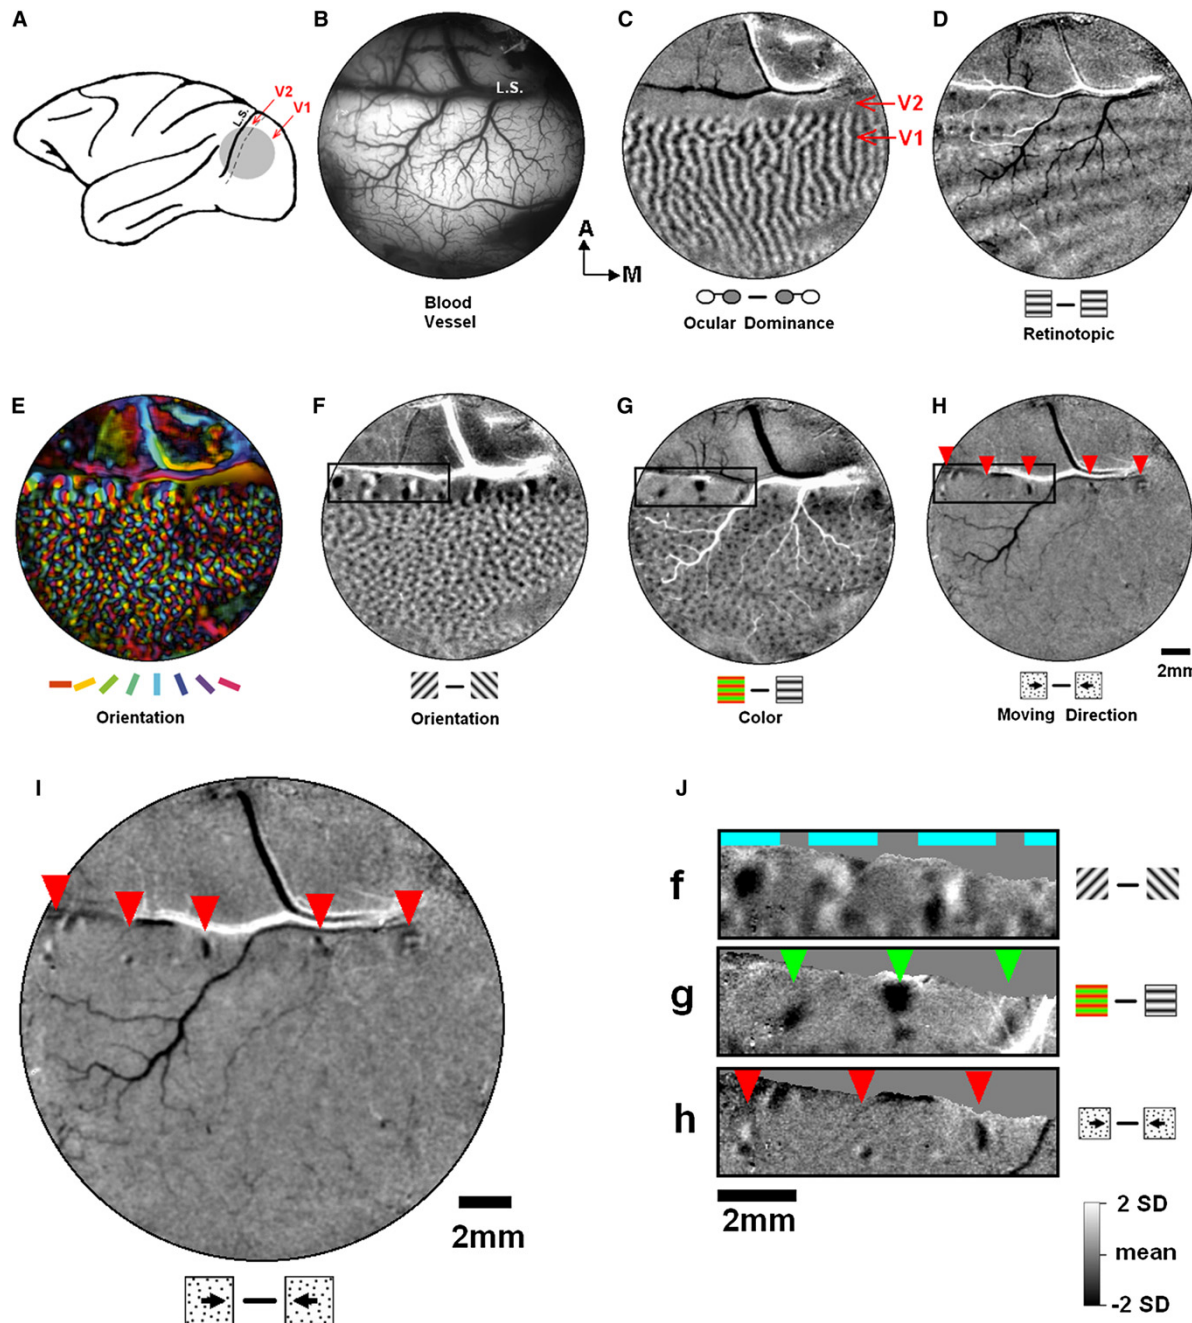 A
L.S.
V2
V1
B
L.S.
Blood
Vessel
A
M
C
V2
V1
Ocular Dominance
D
Retinotopic
E
Orientation
F
Orientation
G
Color
H
2mm
Moving Direction
I
2mm
J
f
g
h
2mm
2 SD
mean
-2 SD